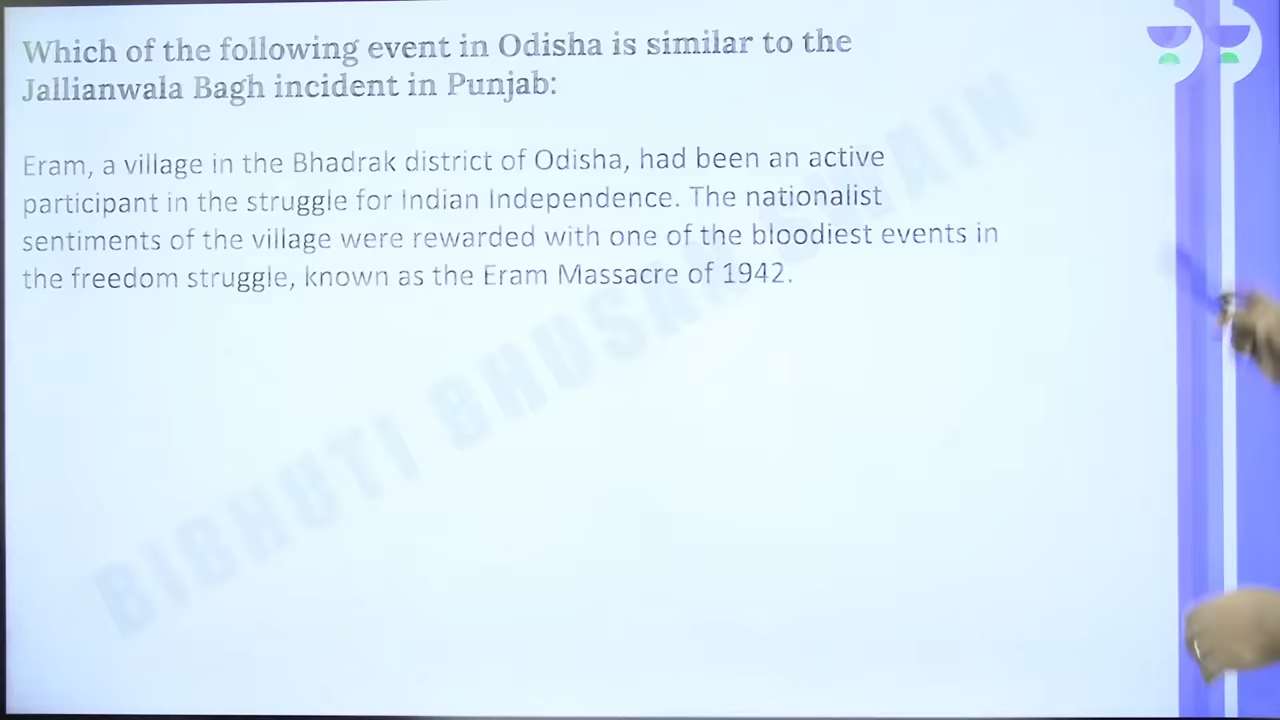 Which of the following event in Odisha is similar to the
Jallianwala Bagh incident in Punjab:
Eram, a village in the Bhadrak district of Odisha, had been an active
participant in the struggle for Indian Independence. The nationalist
sentiments of the village were rewarded with one of the bloodiest events in
the freedom struggle, known as the Eram Massacre of 1942.
BIBHUTI BHUSAN SWAIN